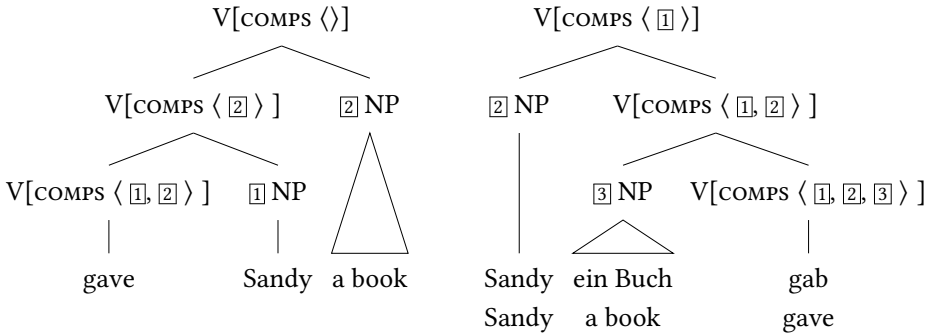 V[COMPS ⟨⟩] V[COMPS ⟨ 1 ⟩]
V[COMPS ⟨ 2 ⟩ ] 2 NP 2 NP V[COMPS ⟨ 1, 2 ⟩ ]
V[COMPS ⟨ 1, 2 ⟩ ] 1 NP 3 NP V[COMPS ⟨ 1, 2, 3 ⟩ ]
gave Sandy a book Sandy ein Buch gab
Sandy a book gave